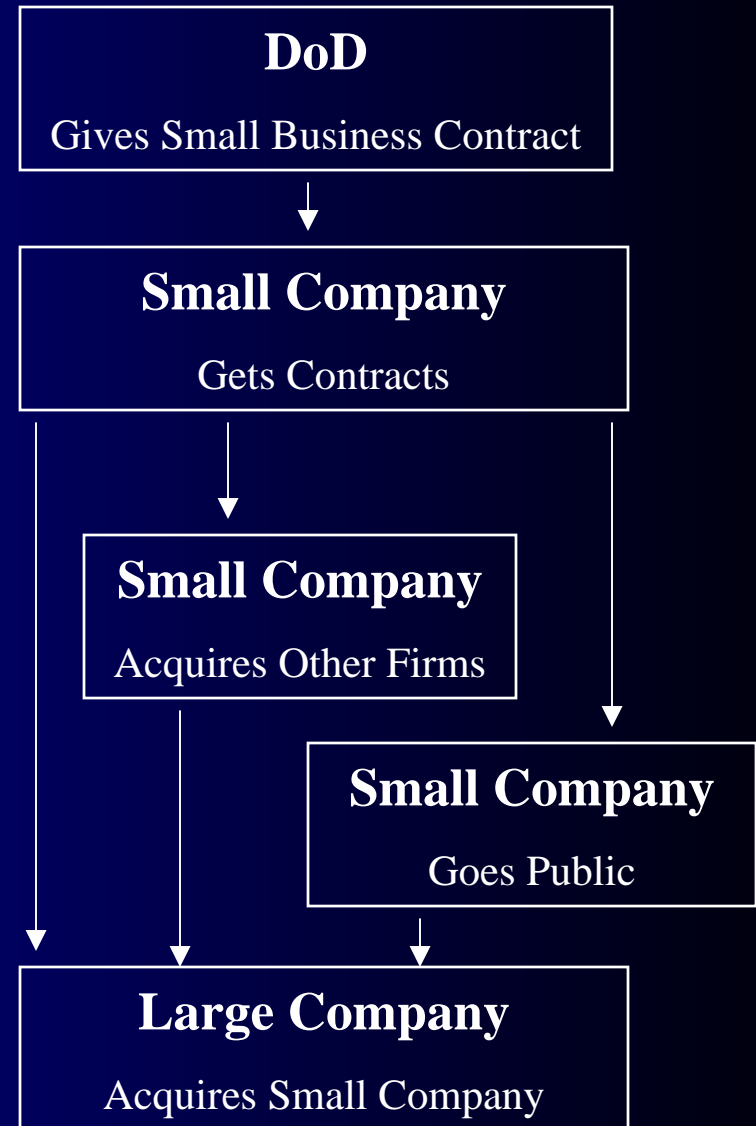 DoD
Gives Small Business Contract
Small Company
Gets Contracts
Small Company
Acquires Other Firms
Small Company
Goes Public
Large Company
Acquires Small Company